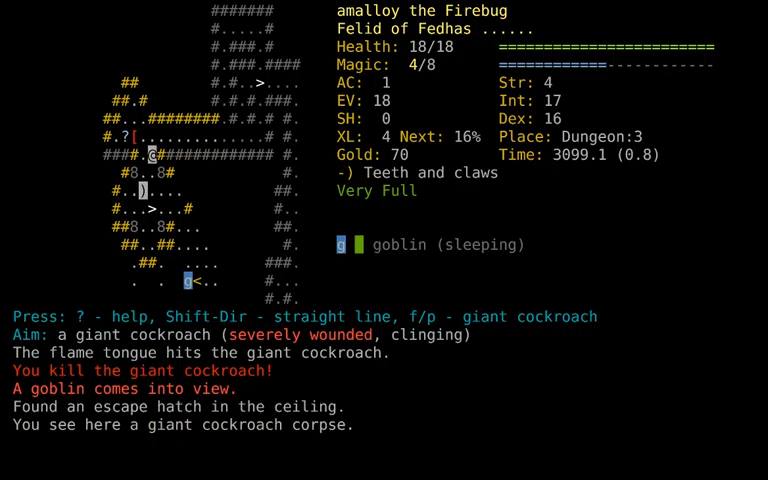 #######
#.....#
#.###.#
#.###.####
## #.#..>....#
##.# #.#.#.###.
##...########.#.#.#
#.?[..............# #.
####.@############ #.
#8..8# #.
#..)....  ##.
#...>...# #..
##8..8#... ##.
##..##.... #.
.##. .... ###.
. . g<.. #...
#.#.
amalloy the Firebug
Felid of Fedhas ......
Health: 18/18 ========================
Magic: 4/8 ============------------
AC: 1 Str: 4
EV: 18 Int: 17
SH: 0 Dex: 16
XL: 4 Next: 16% Place: Dungeon:3
Gold: 70 Time: 3099.1 (0.8)
-) Teeth and claws
Very Full
g goblin (sleeping)
Press: ? - help, Shift-Dir - straight line, f/p - giant cockroach
Aim: a giant cockroach (severely wounded, clinging)
The flame tongue hits the giant cockroach.
You kill the giant cockroach!
A goblin comes into view.
Found an escape hatch in the ceiling.
You see here a giant cockroach corpse.